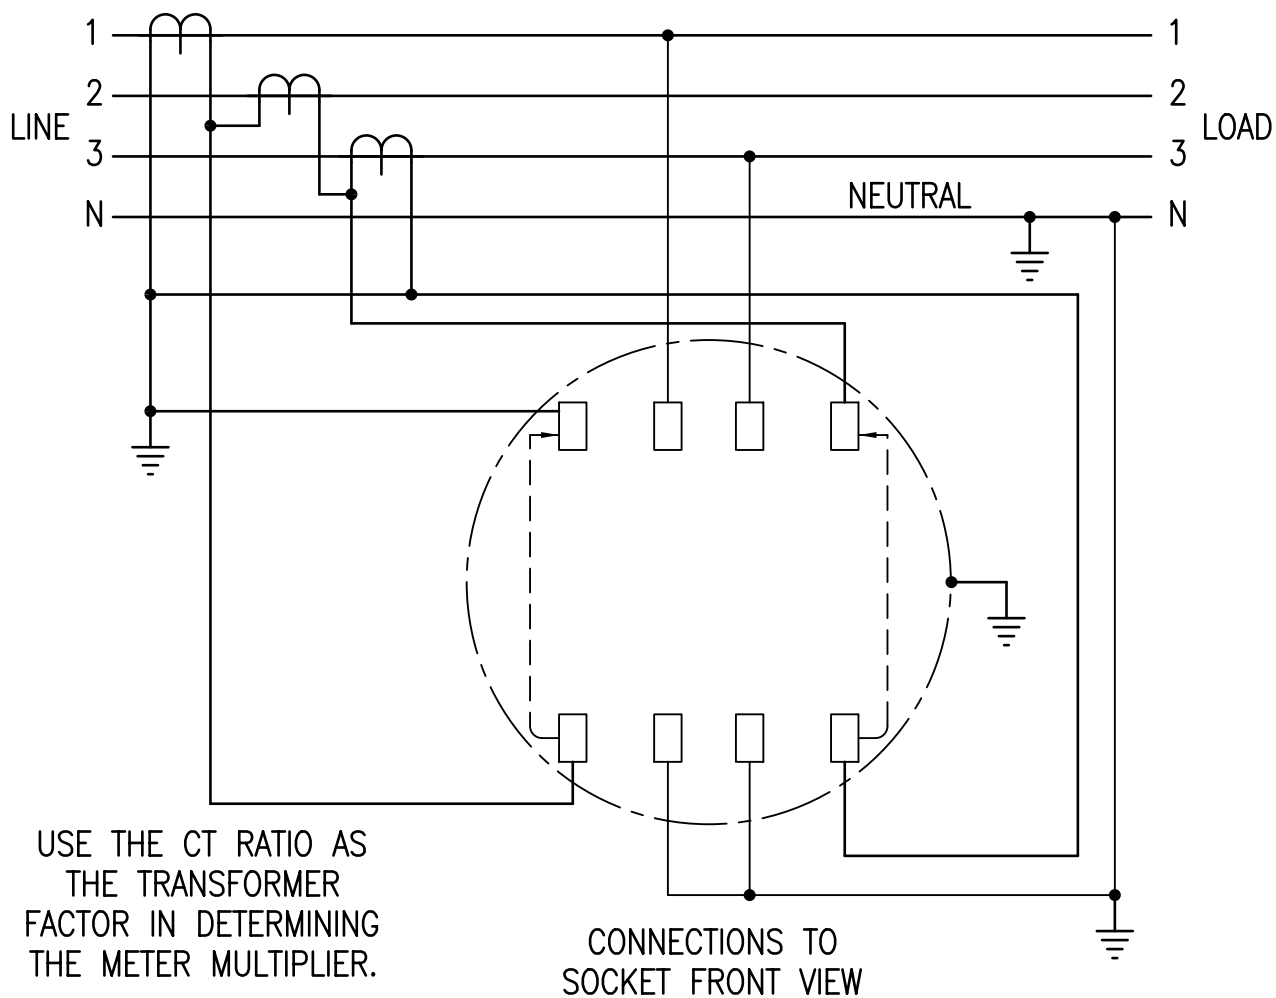 1
1
2
2
LINE
LOAD
3
3
NEUTRAL
N
N
USE THE CT RATIO AS
THE TRANSFORMER
FACTOR IN DETERMINING
THE METER MULTIPLIER.
CONNECTIONS TO
SOCKET FRONT VIEW